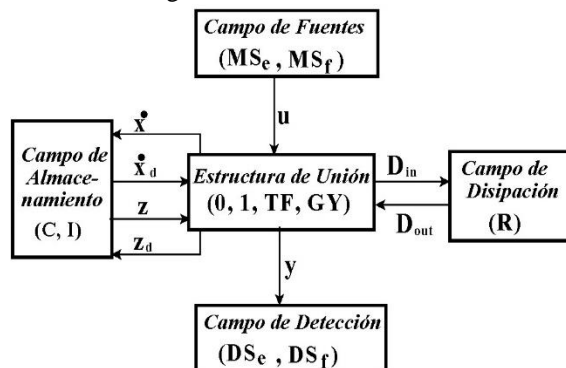 Campo de Fuentes
(MSe, MSf)
u
ẋ
ẋd
z
zd
Campo de
Almace-
namiento
(C, I)
Estructura de Unión
(0, 1, TF, GY)
Din
Dout
Campo de
Disipación
(R)
y
Campo de Detección
(DSe, DSf)